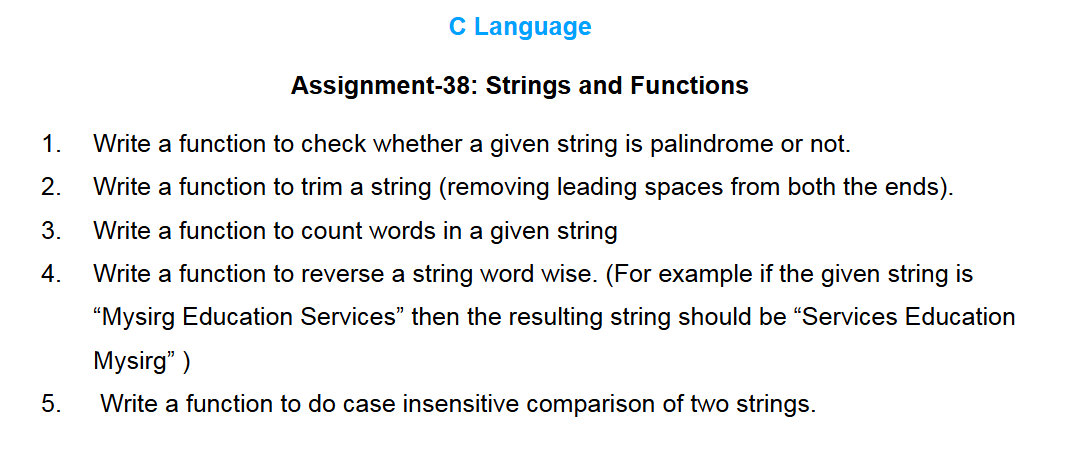 C Language
Assignment-38: Strings and Functions
1. Write a function to check whether a given string is palindrome or not.
2. Write a function to trim a string (removing leading spaces from both the ends).
3. Write a function to count words in a given string
4. Write a function to reverse a string word wise. (For example if the given string is
“Mysirg Education Services” then the resulting string should be “Services Education
Mysirg” )
5. Write a function to do case insensitive comparison of two strings.